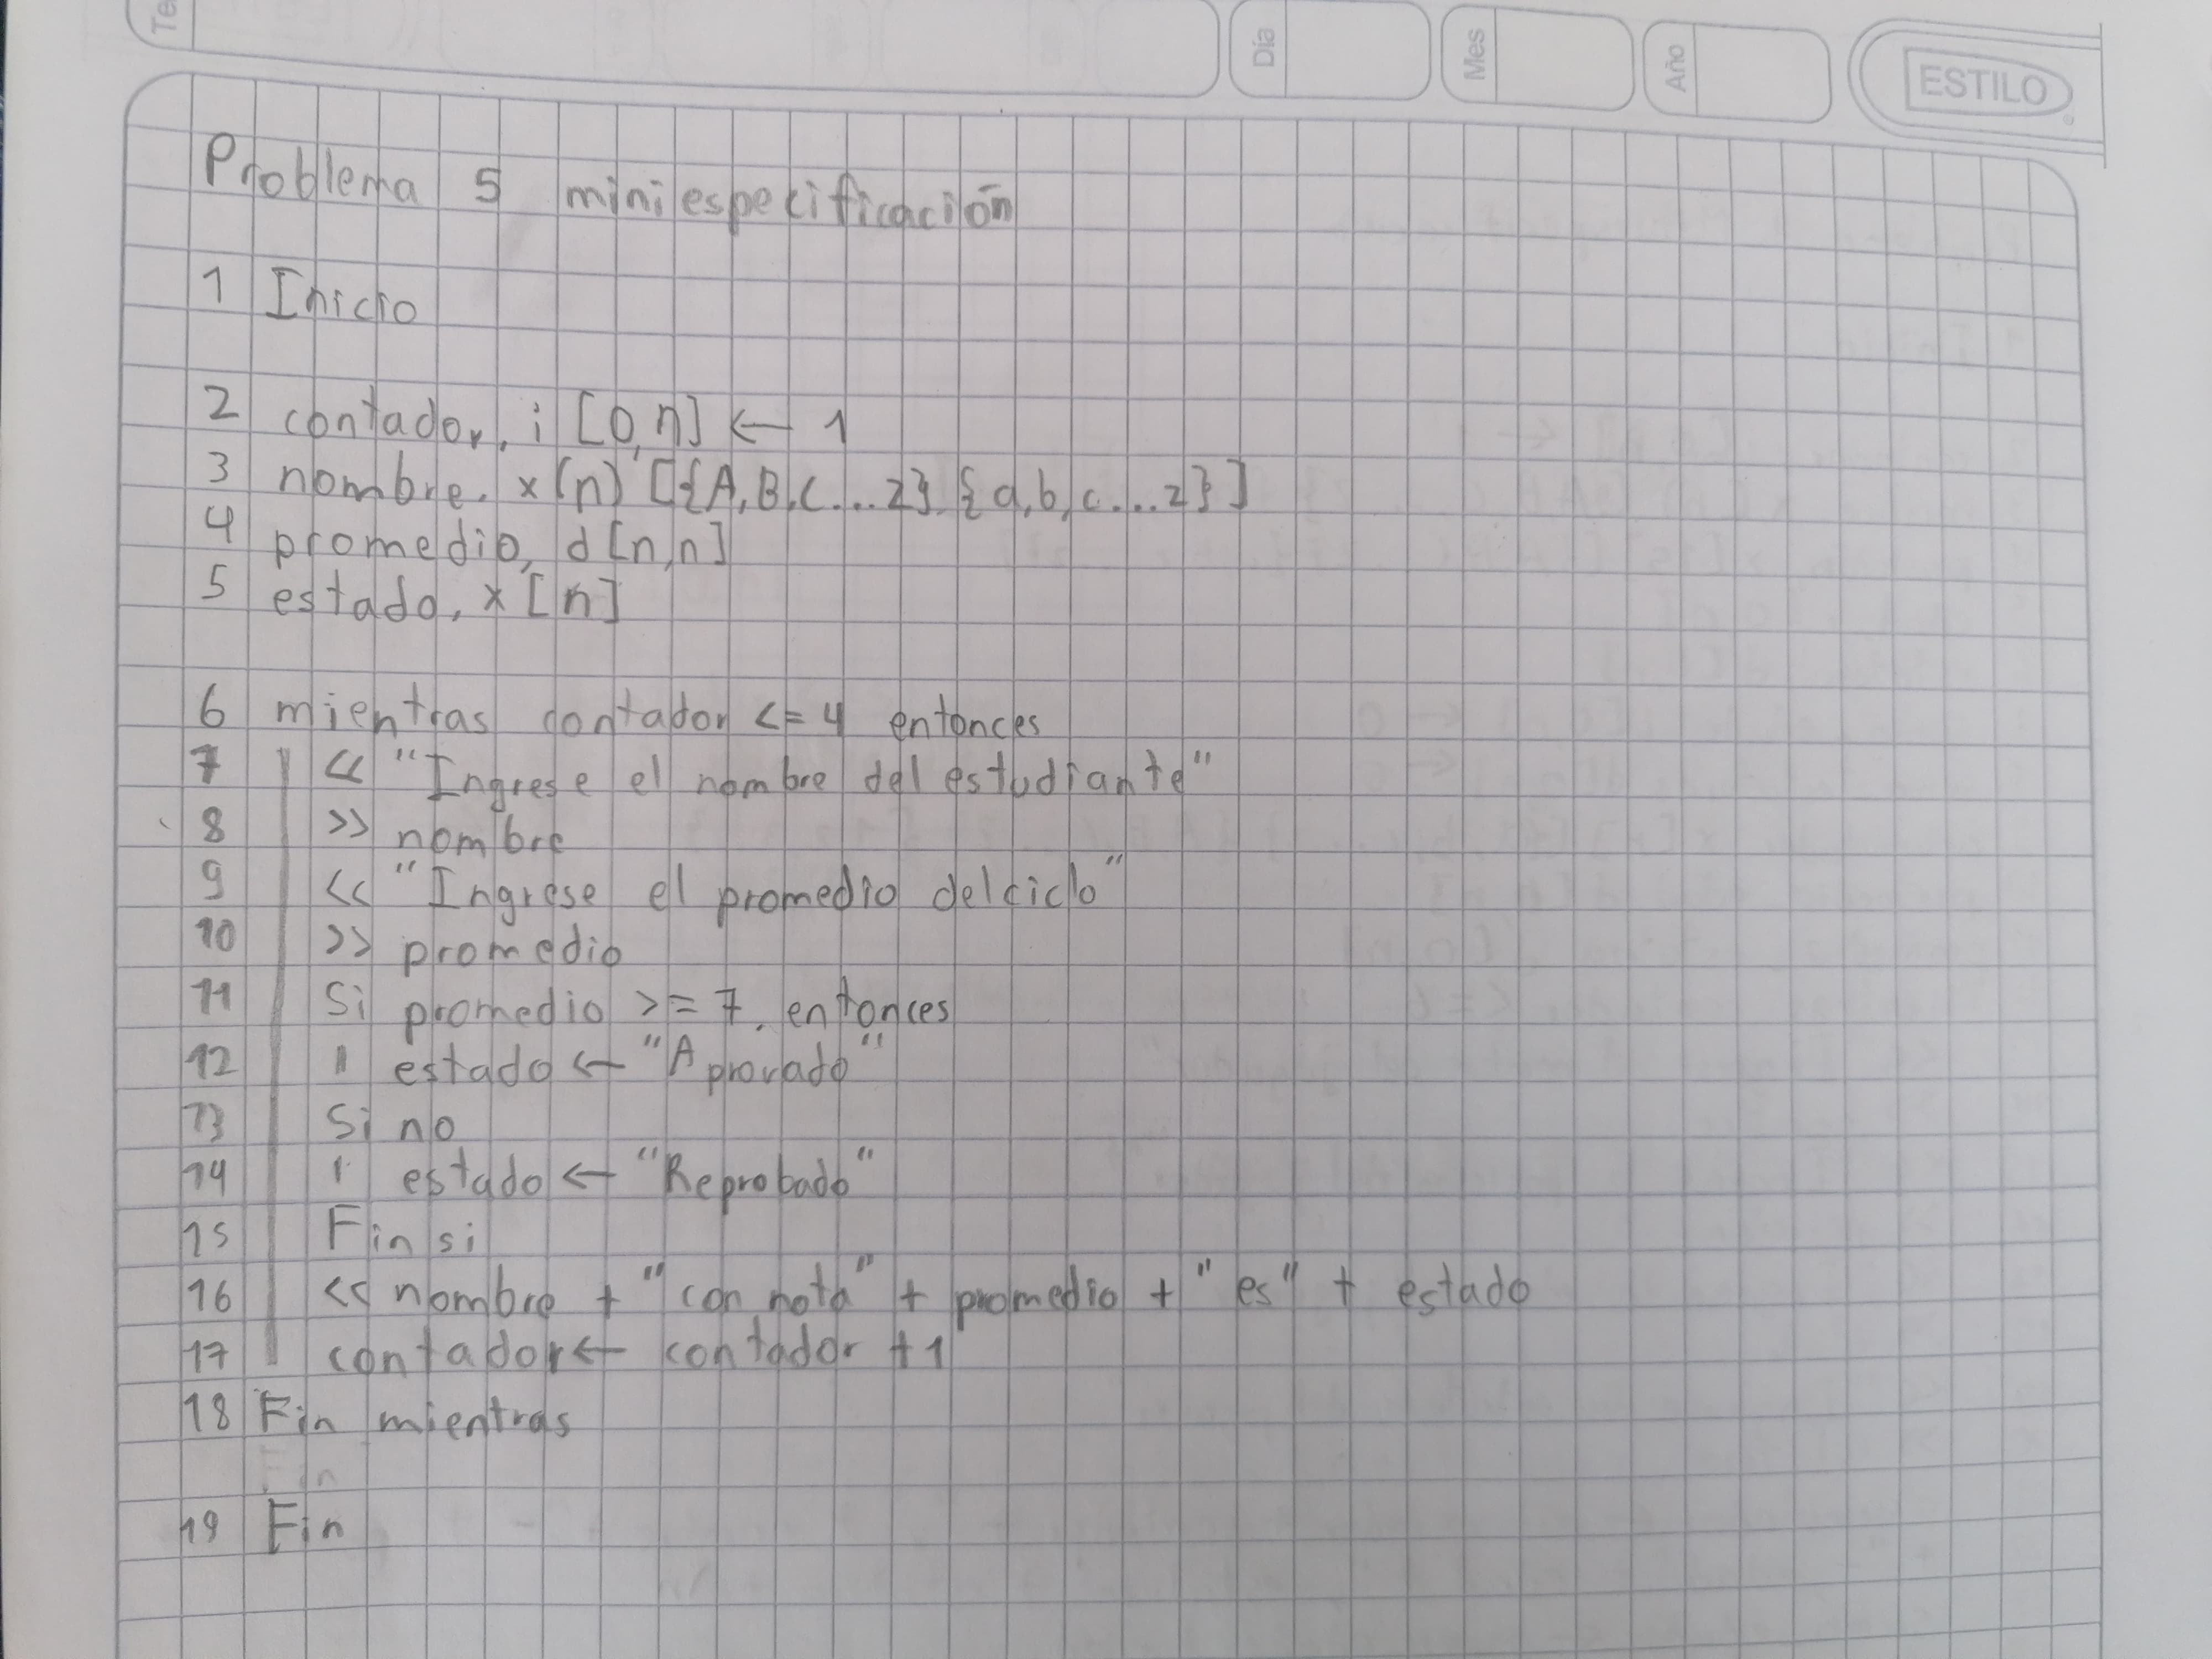 Día Mes Año ESTILO
Problema 5 miniespecificación
1 Inicio
2 contador, i [0,n] ← 1
3 nombre. x(n) [{A,B,C...z}.{a,b,c...z}]
4 promedio, d[n,n]
5 estado, x[n]
6 mientras contador <= 4 entonces
7 << "Ingrese el nombre del estudiante"
8 >> nombre
9 << "Ingrese el promedio del ciclo"
10 >> promedio
11 Si promedio >= 7. entonces
12 estado ← "Aprovado"
13 Si no
14 estado ← "Reprobado"
15 Fin si
16 << nombre + "con nota" + promedio + "es" + estado
17 contador ← contador +1
18 Fin mientras
19 Fin